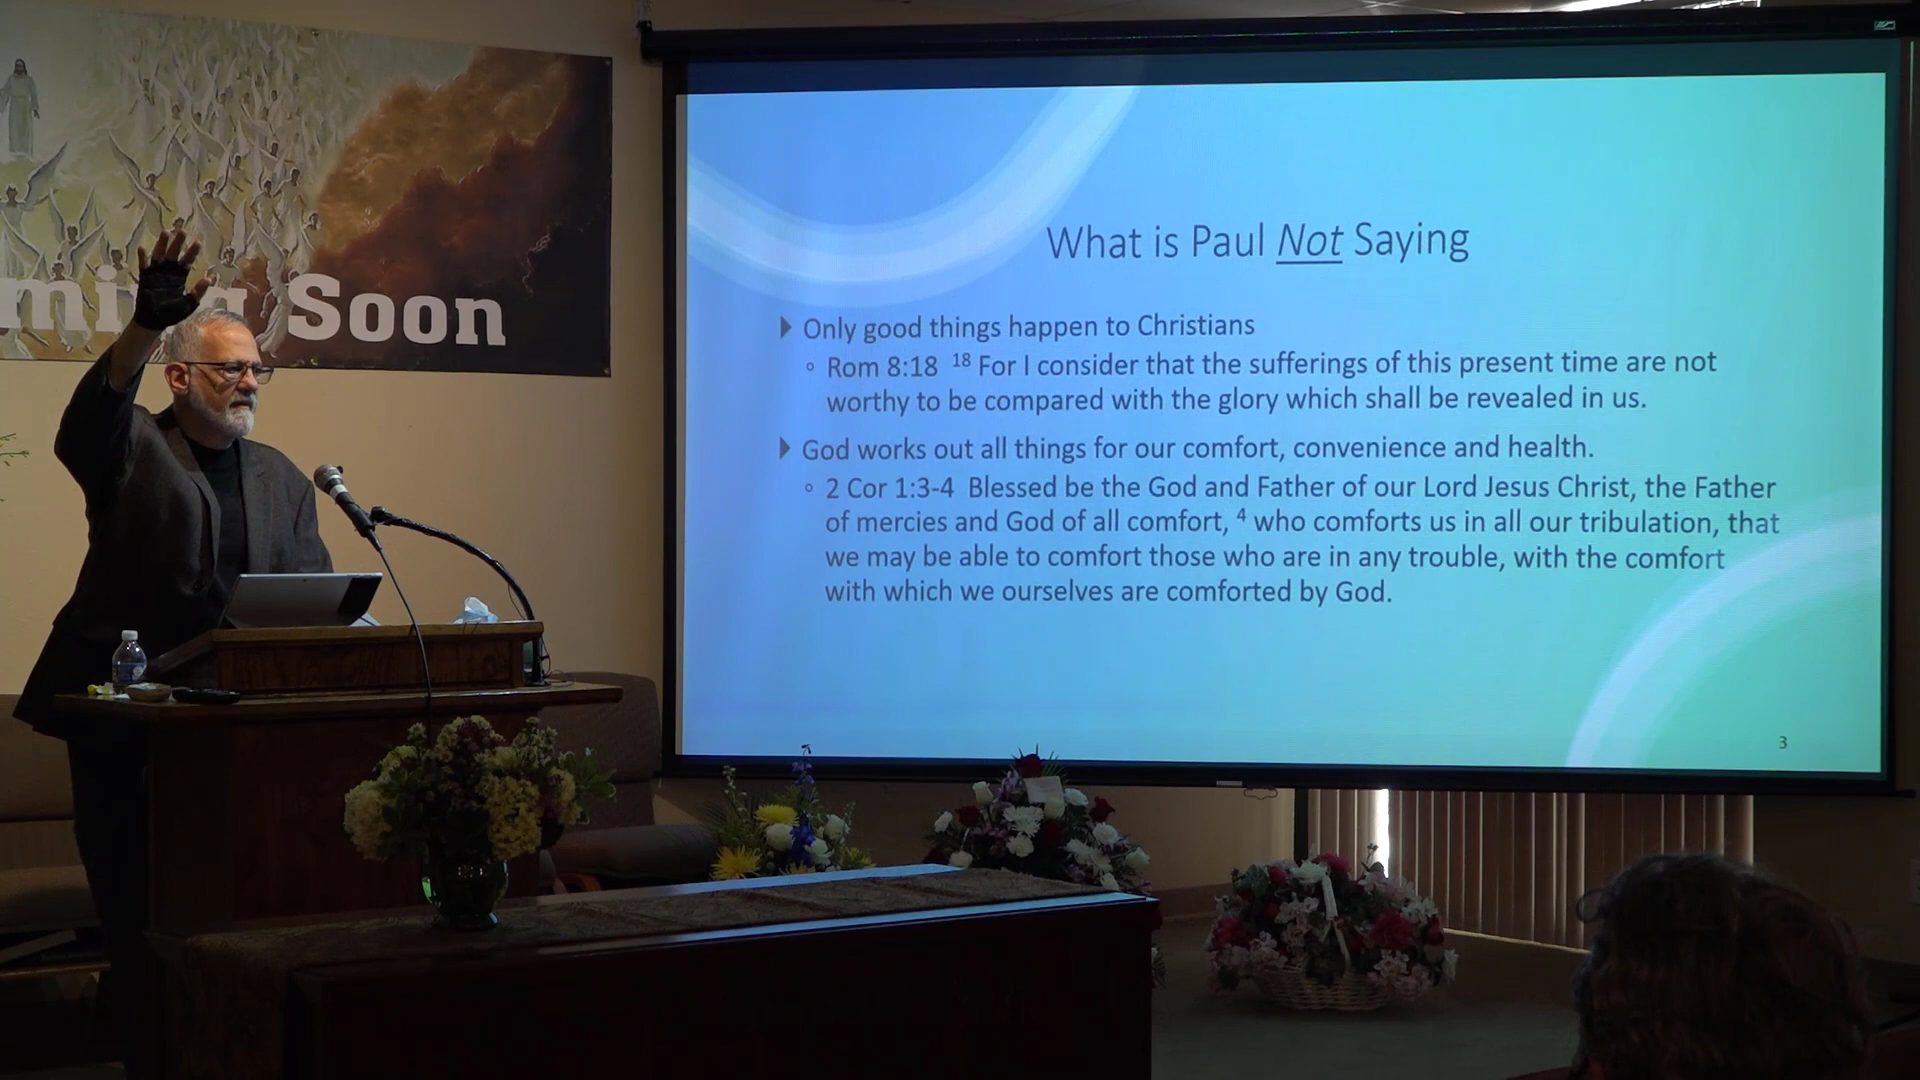 ming Soon
What is Paul Not Saying
Only good things happen to Christians
Rom 8:18 18 For I consider that the sufferings of this present time are not
worthy to be compared with the glory which shall be revealed in us.
God works out all things for our comfort, convenience and health.
2 Cor 1:3-4 Blessed be the God and Father of our Lord Jesus Christ, the Father
of mercies and God of all comfort, 4 who comforts us in all our tribulation, that
we may be able to comfort those who are in any trouble, with the comfort
with which we ourselves are comforted by God.
3